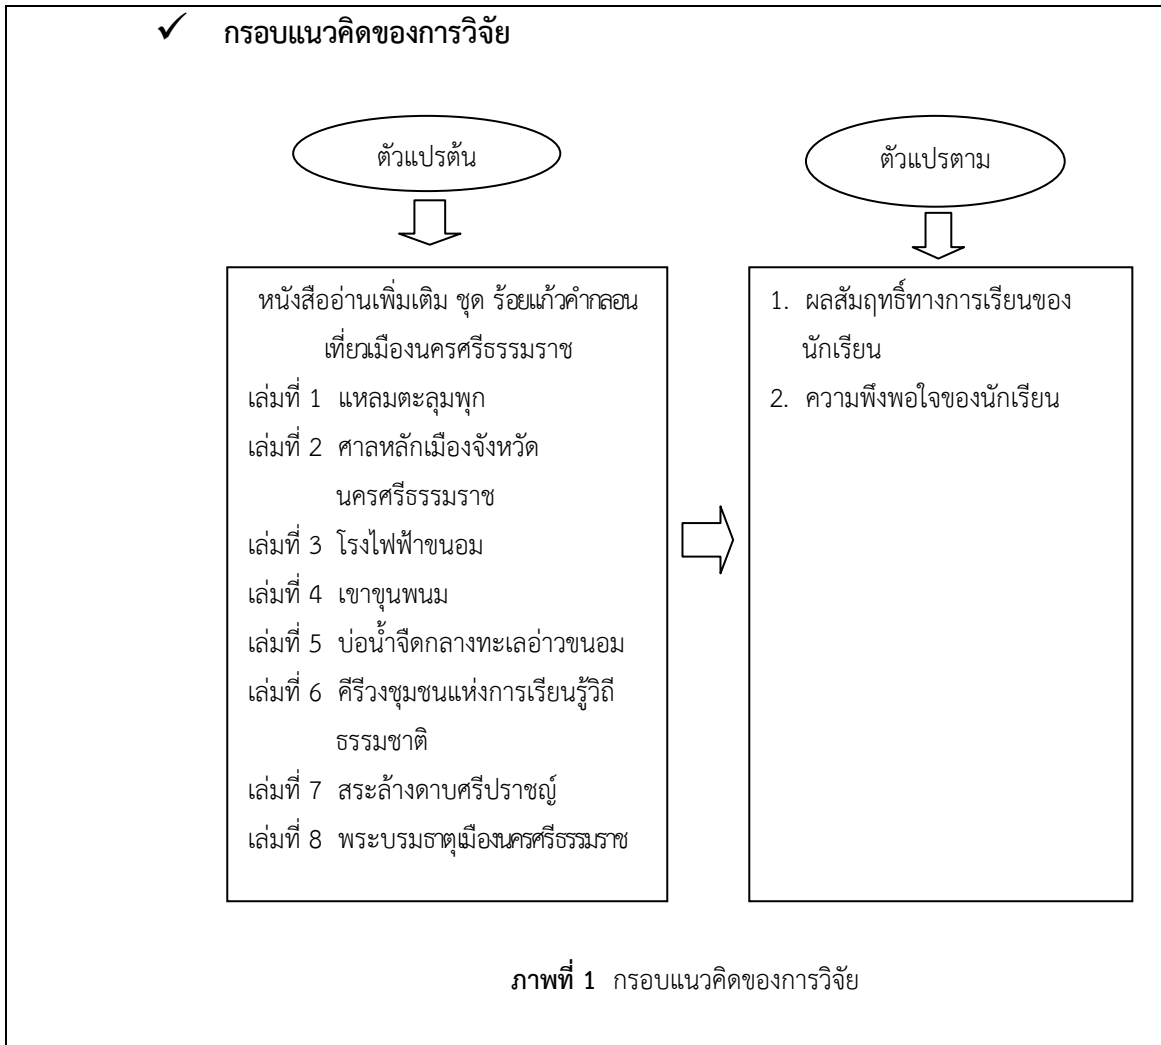 ✓ กรอบแนวคิดของการวิจัย
ตัวแปรต้น
หนังสืออ่านเพิ่มเติม ชุด ร้อยแก้วคำกลอน
เที่ยวเมืองนครศรีธรรมราช
เล่มที่ 1 แหลมตะลุมพุก
เล่มที่ 2 ศาลหลักเมืองจังหวัด
นครศรีธรรมราช
เล่มที่ 3 โรงไฟฟ้าขนอม
เล่มที่ 4 เขาขุนพนม
เล่มที่ 5 บ่อน้ำจืดกลางทะเลอ่าวขนอม
เล่มที่ 6 คีรีวงชุมชนแห่งการเรียนรู้วิถี
ธรรมชาติ
เล่มที่ 7 สระล้างดาบศรีปราชญ์
เล่มที่ 8 พระบรมธาตุเมืองนครศรีธรรมราช
ตัวแปรตาม
1. ผลสัมฤทธิ์ทางการเรียนของ
นักเรียน
2. ความพึงพอใจของนักเรียน
ภาพที่ 1 กรอบแนวคิดของการวิจัย